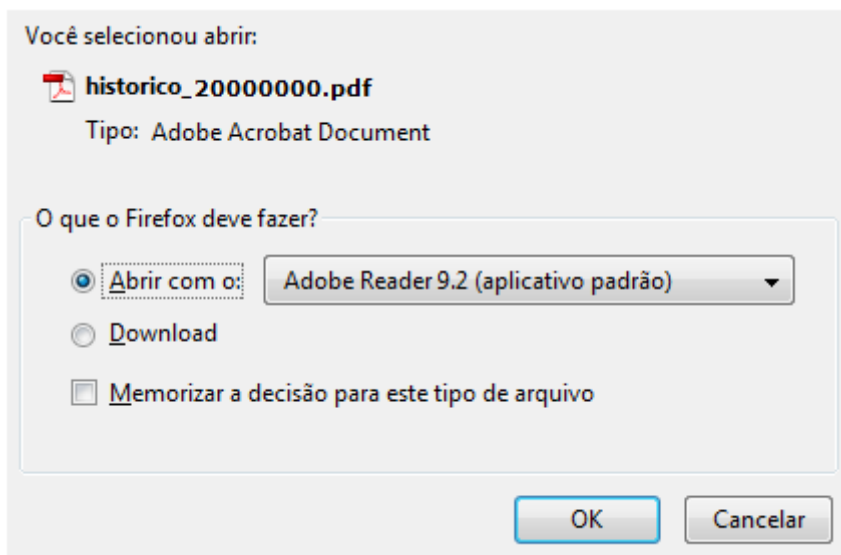 Você selecionou abrir:
historico_20000000.pdf
Tipo: Adobe Acrobat Document
O que o Firefox deve fazer?
Abrir com o: Adobe Reader 9.2 (aplicativo padrão)
Download
Memorizar a decisão para este tipo de arquivo
OK Cancelar